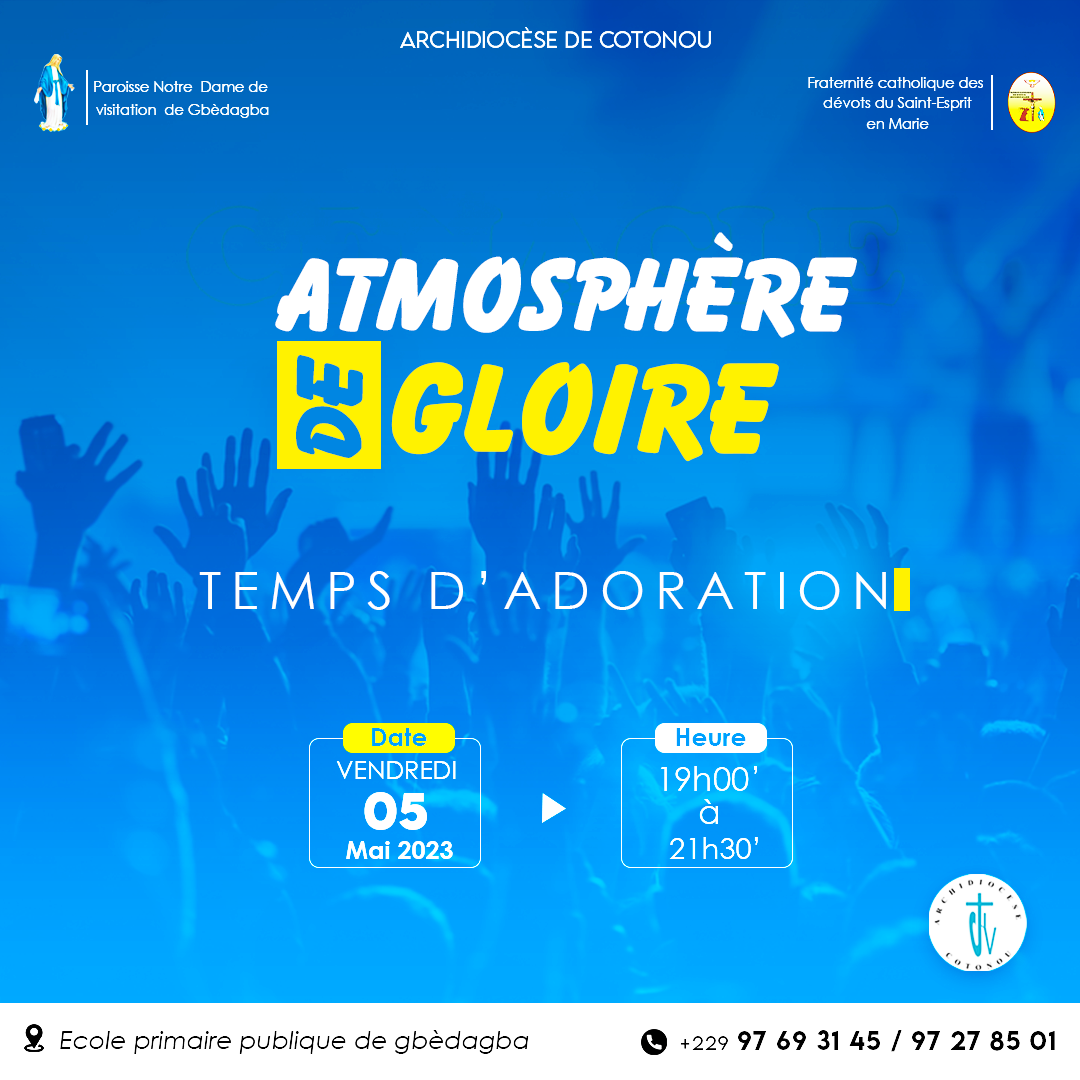 ARCHIDIOCÈSE DE COTONOU
Paroisse Notre Dame de
visitation de Gbèdagba
Fraternité catholique des
dévots du Saint-Esprit
en Marie
ATMOSPHÈRE
DE GLOIRE
TEMPS D'ADORATION
Date
VENDREDI
05
Mai 2023
Heure
19h00'
à
21h30'
ARCHIDIOCESE
COTONOU
Ecole primaire publique de gbèdagba
+229 97 69 31 45 / 97 27 85 01